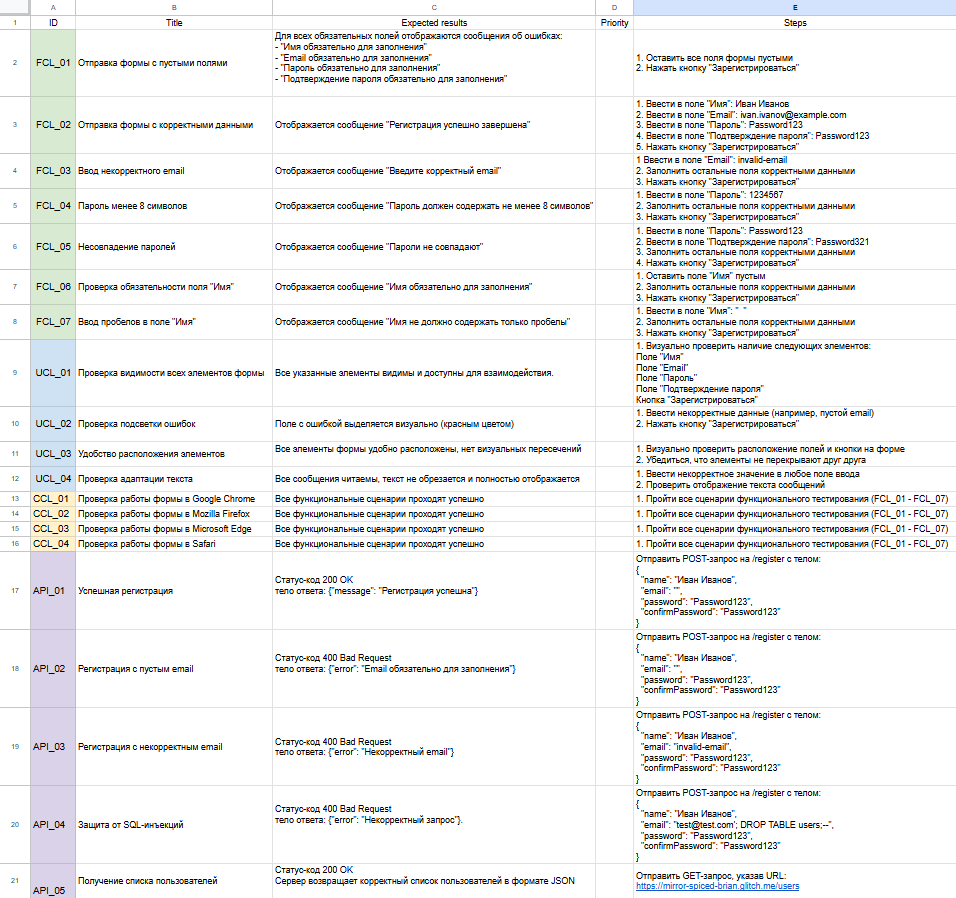 A B C D E
1 ID Title Expected results Priority Steps
2 FCL_01 Отправка формы с пустыми полями
Для всех обязательных полей отображаются сообщения об ошибках:
- "Имя обязательно для заполнения"
- "Email обязательно для заполнения"
- "Пароль обязательно для заполнения"
- "Подтверждение пароля обязательно для заполнения"
1. Оставить все поля формы пустыми
2. Нажать кнопку "Зарегистрироваться"
3 FCL_02 Отправка формы с корректными данными Отображается сообщение "Регистрация успешно завершена"
1. Ввести в поле "Имя": Иван Иванов
2. Ввести в поле "Email": ivan.ivanov@example.com
3. Ввести в поле "Пароль": Password123
4. Ввести в поле "Подтверждение пароля": Password123
5. Нажать кнопку "Зарегистрироваться"
4 FCL_03 Ввод некорректного email Отображается сообщение "Введите корректный email"
1 Ввести в поле "Email": invalid-email
2. Заполнить остальные поля корректными данными
3. Нажать кнопку "Зарегистрироваться"
5 FCL_04 Пароль менее 8 символов Отображается сообщение "Пароль должен содержать не менее 8 символов"
1. Ввести в поле "Пароль": 1234567
2. Заполнить остальные поля корректными данными
3. Нажать кнопку "Зарегистрироваться"
6 FCL_05 Несовпадение паролей Отображается сообщение "Пароли не совпадают"
1. Ввести в поле "Пароль": Password123
2. Ввести в поле "Подтверждение пароля": Password321
3. Заполнить остальные поля корректными данными
4. Нажать кнопку "Зарегистрироваться"
7 FCL_06 Проверка обязательности поля "Имя" Отображается сообщение "Имя обязательно для заполнения"
1. Оставить поле "Имя" пустым
2. Заполнить остальные поля корректными данными
3. Нажать кнопку "Зарегистрироваться"
8 FCL_07 Ввод пробелов в поле "Имя" Отображается сообщение "Имя не должно содержать только пробелы"
1. Ввести в поле "Имя": "  "
2. Заполнить остальные поля корректными данными
3. Нажать кнопку "Зарегистрироваться"
9 UCL_01 Проверка видимости всех элементов формы Все указанные элементы видимы и доступны для взаимодействия.
1. Визуально проверить наличие следующих элементов:
Поле "Имя"
Поле "Email"
Поле "Пароль"
Поле "Подтверждение пароля"
Кнопка "Зарегистрироваться"
10 UCL_02 Проверка подсветки ошибок Поле с ошибкой выделяется визуально (красным цветом)
1. Ввести некорректные данные (например, пустой email)
2. Нажать кнопку "Зарегистрироваться"
11 UCL_03 Удобство расположения элементов Все элементы формы удобно расположены, нет визуальных пересечений
1. Визуально проверить расположение полей и кнопки на форме
2. Убедиться, что элементы не перекрывают друг друга
12 UCL_04 Проверка адаптации текста Все сообщения читаемы, текст не обрезается и полностью отображается
1. Ввести некорректное значение в любое поле ввода
2. Проверить отображение текста сообщений
13 CCL_01 Проверка работы формы в Google Chrome Все функциональные сценарии проходят успешно 1. Пройти все сценарии функционального тестирования (FCL_01 - FCL_07)
14 CCL_02 Проверка работы формы в Mozilla Firefox Все функциональные сценарии проходят успешно 1. Пройти все сценарии функционального тестирования (FCL_01 - FCL_07)
15 CCL_03 Проверка работы формы в Microsoft Edge Все функциональные сценарии проходят успешно 1. Пройти все сценарии функционального тестирования (FCL_01 - FCL_07)
16 CCL_04 Проверка работы формы в Safari Все функциональные сценарии проходят успешно 1. Пройти все сценарии функционального тестирования (FCL_01 - FCL_07)
17 API_01 Успешная регистрация
Статус-код 200 OK
тело ответа: {"message": "Регистрация успешна"}
Отправить POST-запрос на /register с телом:
{
"name": "Иван Иванов",
"email": "",
"password": "Password123",
"confirmPassword": "Password123"
}
18 API_02 Регистрация с пустым email
Статус-код 400 Bad Request
тело ответа: {"error": "Email обязательно для заполнения"}
Отправить POST-запрос на /register с телом:
{
"name": "Иван Иванов",
"email": "",
"password": "Password123",
"confirmPassword": "Password123"
}
19 API_03 Регистрация с некорректным email
Статус-код 400 Bad Request
тело ответа: {"error": "Некорректный email"}
Отправить POST-запрос на /register с телом:
{
"name": "Иван Иванов",
"email": "invalid-email",
"password": "Password123",
"confirmPassword": "Password123"
}
20 API_04 Защита от SQL-инъекций
Статус-код 400 Bad Request
тело ответа: {"error": "Некорректный запрос"}.
Отправить POST-запрос на /register с телом:
{
"name": "Иван Иванов",
"email": "test@test.com'; DROP TABLE users;--",
"password": "Password123",
"confirmPassword": "Password123"
}
21 API_05 Получение списка пользователей
Статус-код 200 OK
Сервер возвращает корректный список пользователей в формате JSON
Отправить GET-запрос, указав URL:
https://mirror-spiced-brian.glitch.me/users